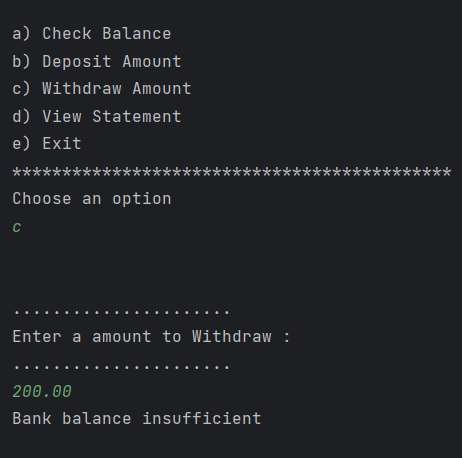 a) Check Balance
b) Deposit Amount
c) Withdraw Amount
d) View Statement
e) Exit
********************************************
Choose an option
c
......................
Enter a amount to Withdraw :
......................
200.00
Bank balance insufficient